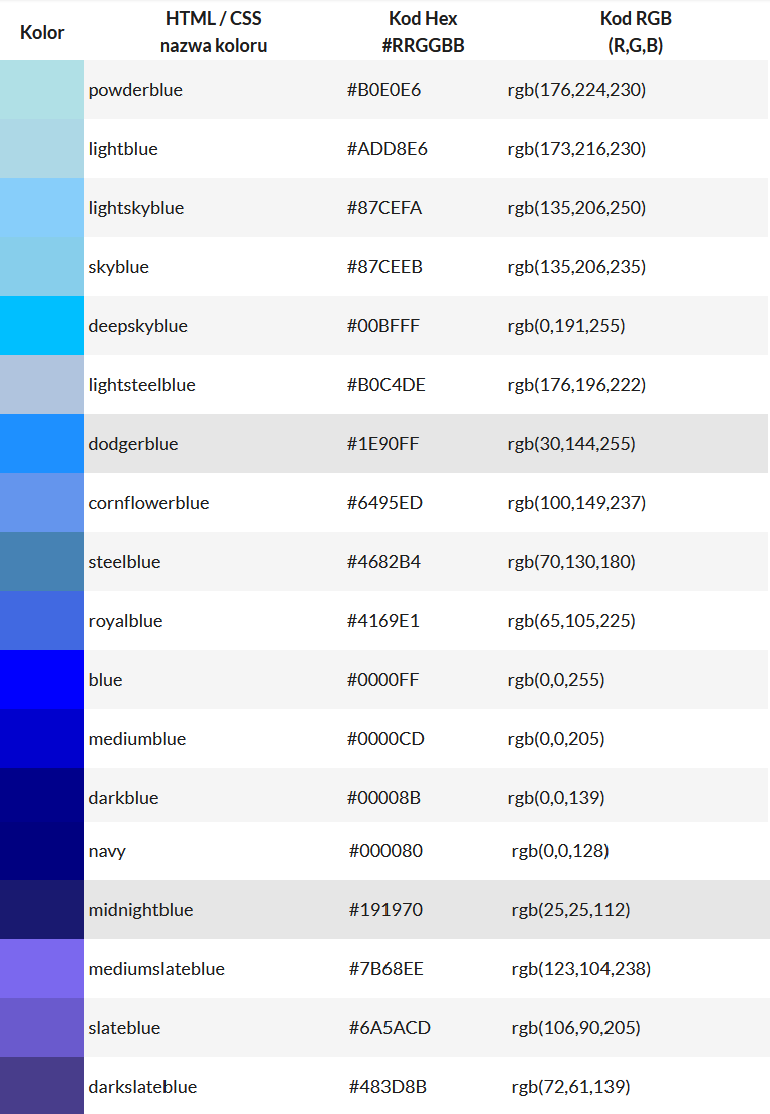 Kolor HTML / CSS nazwa koloru Kod Hex #RRGGBB Kod RGB (R,G,B)
powderblue #B0E0E6 rgb(176,224,230)
lightblue #ADD8E6 rgb(173,216,230)
lightskyblue #87CEFA rgb(135,206,250)
skyblue #87CEEB rgb(135,206,235)
deepskyblue #00BFFF rgb(0,191,255)
lightsteelblue #B0C4DE rgb(176,196,222)
dodgerblue #1E90FF rgb(30,144,255)
cornflowerblue #6495ED rgb(100,149,237)
steelblue #4682B4 rgb(70,130,180)
royalblue #4169E1 rgb(65,105,225)
blue #0000FF rgb(0,0,255)
mediumblue #0000CD rgb(0,0,205)
darkblue #00008B rgb(0,0,139)
navy #000080 rgb(0,0,128)
midnightblue #191970 rgb(25,25,112)
mediumslateblue #7B68EE rgb(123,104,238)
slateblue #6A5ACD rgb(106,90,205)
darkslateblue #483D8B rgb(72,61,139)